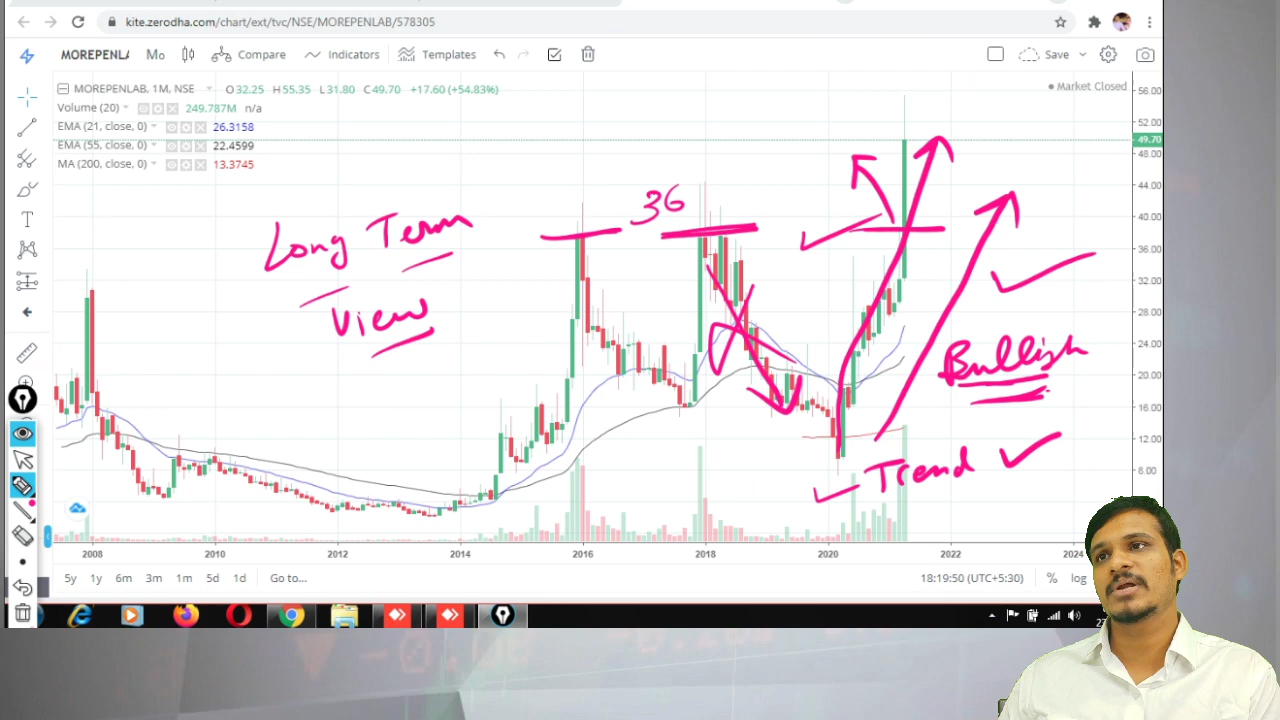 kite.zerodha.com/chart/ext/tvc/NSE/MOREPENLAB/578305
MOREPENLA Mo Compare Indicators Templates Save
MOREPENLAB, 1M, NSE O32.25 H55.35 L31.80 C49.70 +17.60 (+54.83%)
Market Closed
Volume (20) 249.787M n/a
EMA (21, close, 0) 26.3158
EMA (55, close, 0) 22.4599
MA (200, close, 0) 13.3745
56.00
52.00
49.70
48.00
44.00
40.00
36.00
32.00
28.00
24.00
20.00
16.00
12.00
8.00
36
Long Term
View
Bullish
Trend
2008 2010 2012 2014 2016 2018 2020 2022 2024
5y 1y 6m 3m 1m 5d 1d Go to... 18:19:50 (UTC+5:30) % log